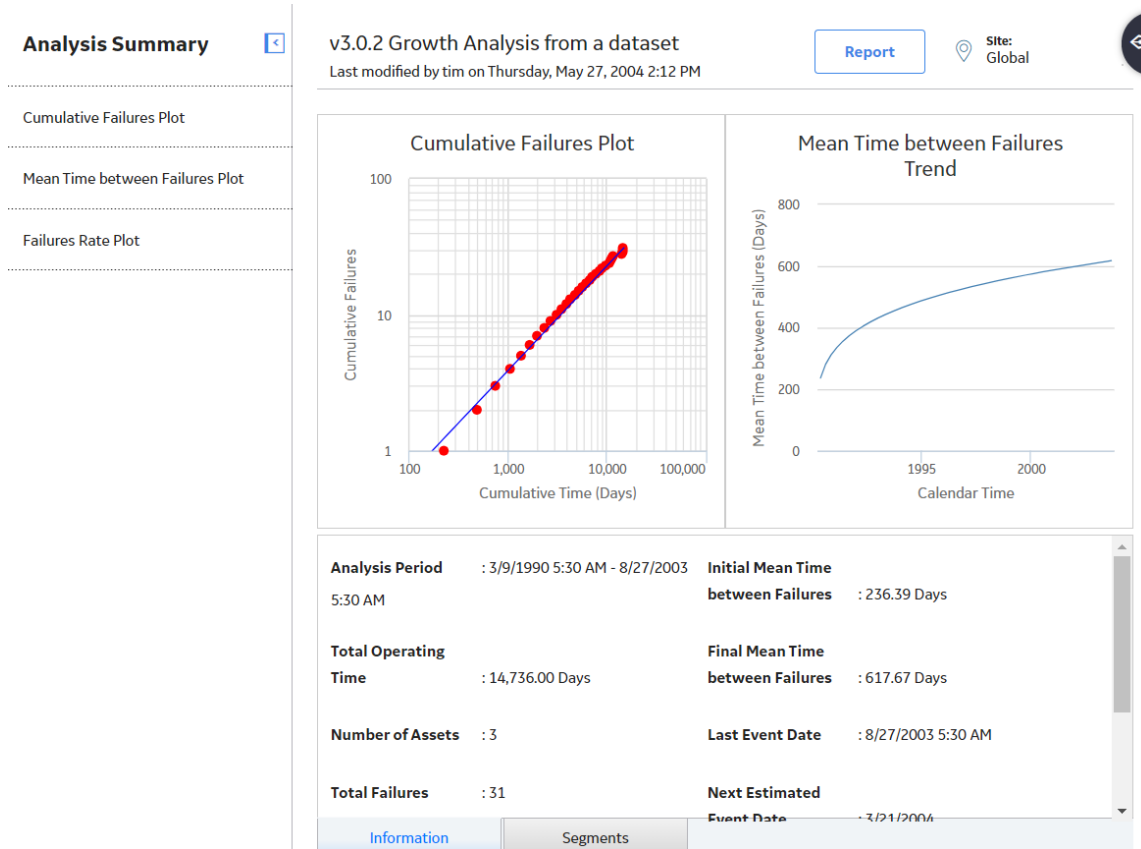 Analysis Summary
Cumulative Failures Plot
Mean Time between Failures Plot
Failures Rate Plot
v3.0.2 Growth Analysis from a dataset
Last modified by tim on Thursday, May 27, 2004 2:12 PM
Report
Site:
Global
Cumulative Failures Plot
100
10
1
100
1,000
10,000
100,000
Cumulative Failures
Cumulative Time (Days)
Mean Time between Failures
Trend
800
600
400
200
0
1995
2000
Mean Time between Failures (Days)
Calendar Time
Analysis Period : 3/9/1990 5:30 AM - 8/27/2003
5:30 AM
Initial Mean Time
between Failures : 236.39 Days
Total Operating
Time : 14,736.00 Days
Final Mean Time
between Failures : 617.67 Days
Number of Assets : 3
Last Event Date : 8/27/2003 5:30 AM
Total Failures : 31
Next Estimated
Event Date : 3/21/2004
Information
Segments